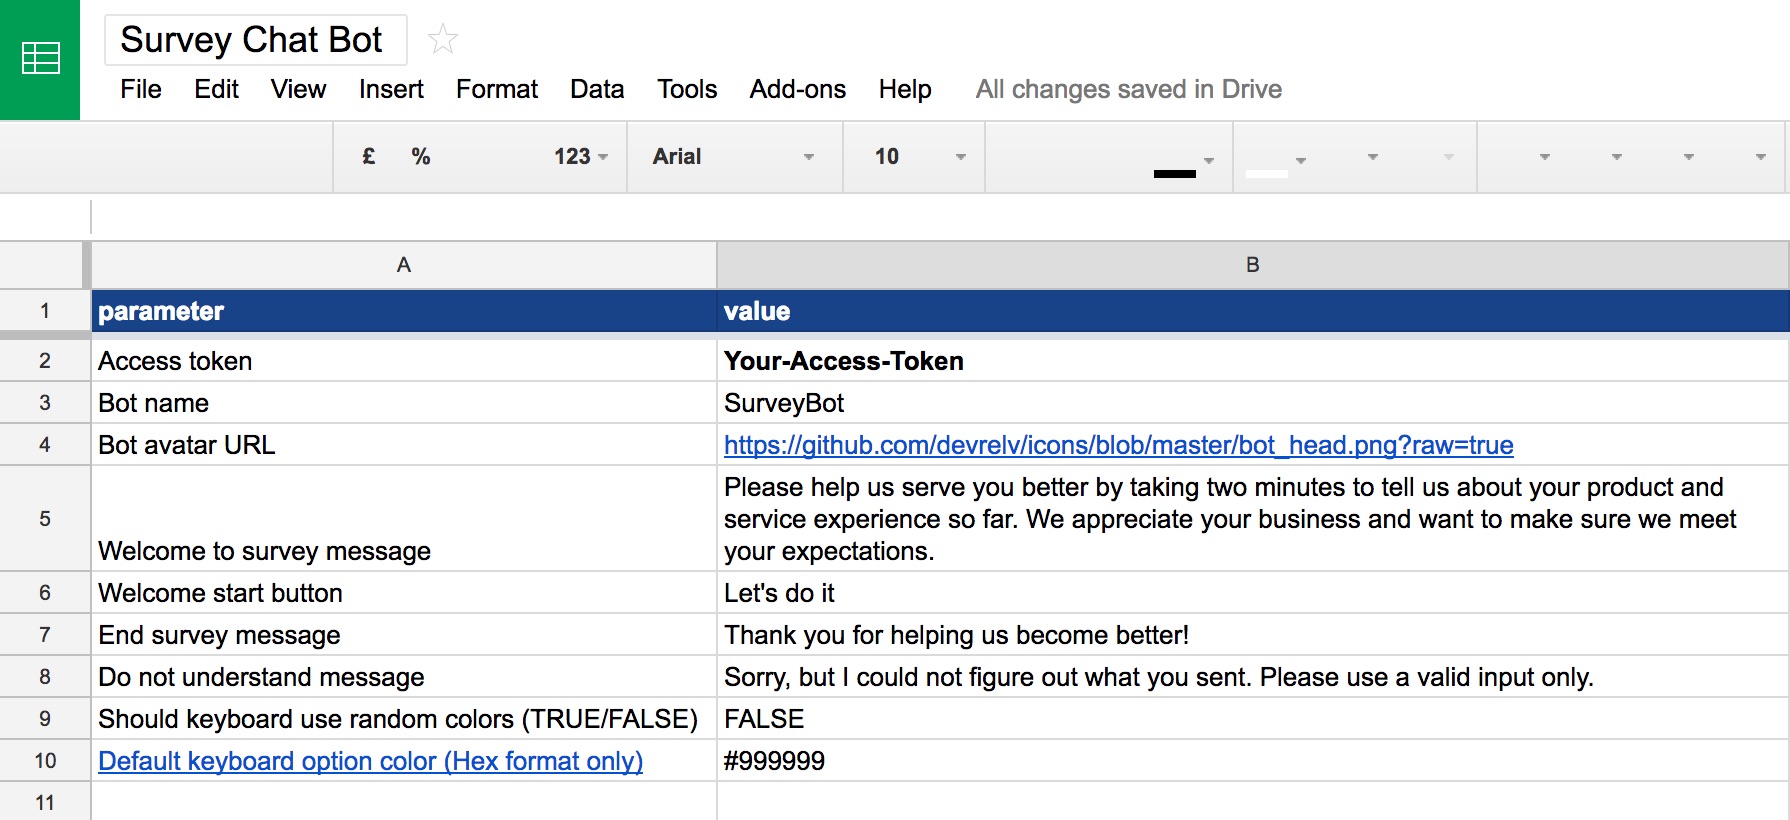 Survey Chat Bot
File Edit View Insert Format Data Tools Add-ons Help All changes saved in Drive
£ % 123 Arial 10
A B
1 parameter value
2 Access token Your-Access-Token
3 Bot name SurveyBot
4 Bot avatar URL https://github.com/devrelv/icons/blob/master/bot_head.png?raw=true
Please help us serve you better by taking two minutes to tell us about your product and
5 service experience so far. We appreciate your business and want to make sure we meet
Welcome to survey message your expectations.
6 Welcome start button Let's do it
7 End survey message Thank you for helping us become better!
8 Do not understand message Sorry, but I could not figure out what you sent. Please use a valid input only.
9 Should keyboard use random colors (TRUE/FALSE) FALSE
10 Default keyboard option color (Hex format only) #999999
11